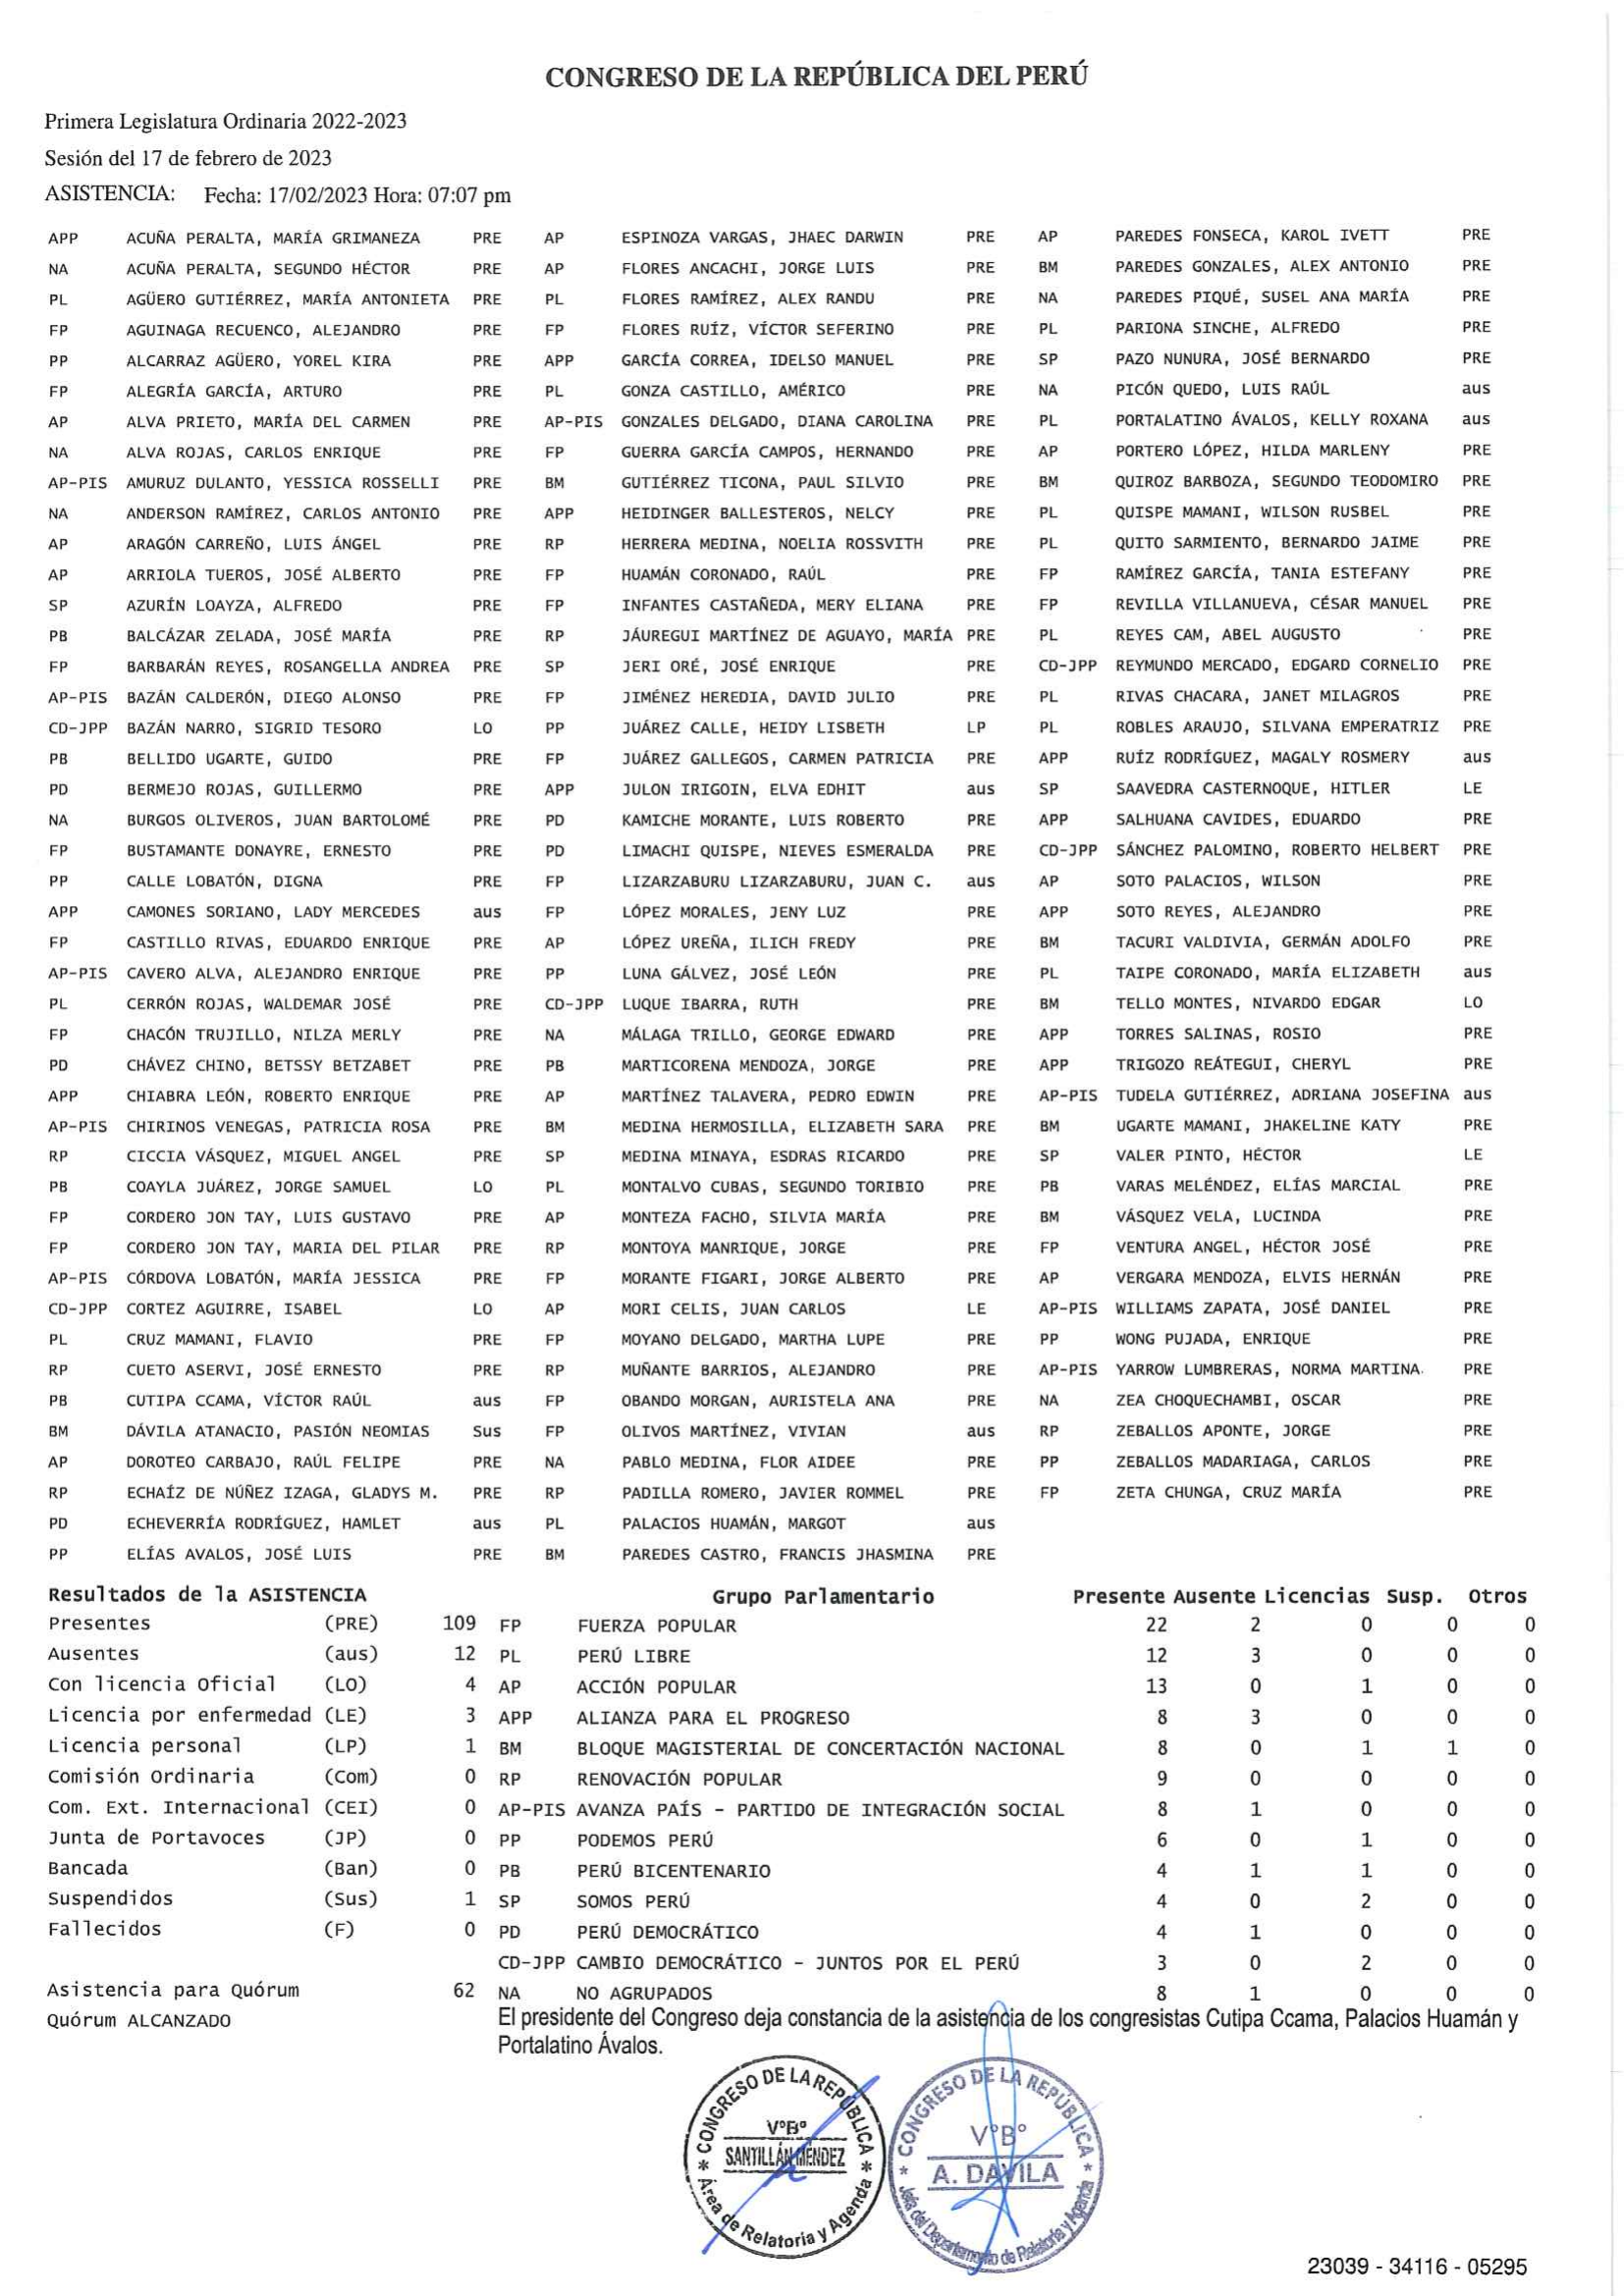 CONGRESO DE LA REPÚBLICA DEL PERÚ
Primera Legislatura Ordinaria 2022-2023
Sesión del 17 de febrero de 2023
ASISTENCIA: Fecha: 17/02/2023 Hora: 07:07 pm
APP ACUÑA PERALTA, MARÍA GRIMANEZA PRE AP ESPINOZA VARGAS, JHAEC DARWIN PRE AP PAREDES FONSECA, KAROL IVETT PRE
NA ACUÑA PERALTA, SEGUNDO HÉCTOR PRE AP FLORES ANCACHI, JORGE LUIS PRE BM PAREDES GONZALES, ALEX ANTONIO PRE
PL AGÜERO GUTIÉRREZ, MARÍA ANTONIETA PRE PL FLORES RAMÍREZ, ALEX RANDU PRE NA PAREDES PIQUÉ, SUSEL ANA MARÍA PRE
FP AGUINAGA RECUENCO, ALEJANDRO PRE FP FLORES RUÍZ, VÍCTOR SEFERINO PRE PL PARIONA SINCHE, ALFREDO PRE
PP ALCARRAZ AGÜERO, YOREL KIRA PRE APP GARCÍA CORREA, IDELSO MANUEL PRE SP PAZO NUNURA, JOSÉ BERNARDO PRE
FP ALEGRÍA GARCÍA, ARTURO PRE PL GONZA CASTILLO, AMÉRICO PRE NA PICÓN QUEDO, LUIS RAÚL aus
AP ALVA PRIETO, MARÍA DEL CARMEN PRE AP-PIS GONZALES DELGADO, DIANA CAROLINA PRE PL PORTALATINO ÁVALOS, KELLY ROXANA aus
NA ALVA ROJAS, CARLOS ENRIQUE PRE FP GUERRA GARCÍA CAMPOS, HERNANDO PRE AP PORTERO LÓPEZ, HILDA MARLENY PRE
AP-PIS AMURUZ DULANTO, YESSICA ROSSELLI PRE BM GUTIÉRREZ TICONA, PAUL SILVIO PRE BM QUIROZ BARBOZA, SEGUNDO TEODOMIRO PRE
NA ANDERSON RAMÍREZ, CARLOS ANTONIO PRE APP HEIDINGER BALLESTEROS, NELCY PRE PL QUISPE MAMANI, WILSON RUSBEL PRE
AP ARAGÓN CARREÑO, LUIS ÁNGEL PRE RP HERRERA MEDINA, NOELIA ROSSVITH PRE PL QUITO SARMIENTO, BERNARDO JAIME PRE
AP ARRIOLA TUEROS, JOSÉ ALBERTO PRE FP HUAMÁN CORONADO, RAÚL PRE FP RAMÍREZ GARCÍA, TANIA ESTEFANY PRE
SP AZURÍN LOAYZA, ALFREDO PRE FP INFANTES CASTAÑEDA, MERY ELIANA PRE FP REVILLA VILLANUEVA, CÉSAR MANUEL PRE
PB BALCÁZAR ZELADA, JOSÉ MARÍA PRE RP JÁUREGUI MARTÍNEZ DE AGUAYO, MARÍA PRE PL REYES CAM, ABEL AUGUSTO PRE
FP BARBARÁN REYES, ROSANGELLA ANDREA PRE SP JERI ORÉ, JOSÉ ENRIQUE PRE CD-JPP REYMUNDO MERCADO, EDGARD CORNELIO PRE
AP-PIS BAZÁN CALDERÓN, DIEGO ALONSO PRE FP JIMÉNEZ HEREDIA, DAVID JULIO PRE PL RIVAS CHACARA, JANET MILAGROS PRE
CD-JPP BAZÁN NARRO, SIGRID TESORO LO PP JUÁREZ CALLE, HEIDY LISBETH LP PL ROBLES ARAUJO, SILVANA EMPERATRIZ PRE
PB BELLIDO UGARTE, GUIDO PRE FP JUÁREZ GALLEGOS, CARMEN PATRICIA PRE APP RUÍZ RODRÍGUEZ, MAGALY ROSMERY aus
PD BERMEJO ROJAS, GUILLERMO PRE APP JULON IRIGOIN, ELVA EDHIT aus SP SAAVEDRA CASTERNOQUE, HITLER LE
NA BURGOS OLIVEROS, JUAN BARTOLOMÉ PRE PD KAMICHE MORANTE, LUIS ROBERTO PRE APP SALHUANA CAVIDES, EDUARDO PRE
FP BUSTAMANTE DONAYRE, ERNESTO PRE PD LIMACHI QUISPE, NIEVES ESMERALDA PRE CD-JPP SÁNCHEZ PALOMINO, ROBERTO HELBERT PRE
PP CALLE LOBATÓN, DIGNA PRE FP LIZARZABURU LIZARZABURU, JUAN C. aus AP SOTO PALACIOS, WILSON PRE
APP CAMONES SORIANO, LADY MERCEDES aus FP LÓPEZ MORALES, JENY LUZ PRE APP SOTO REYES, ALEJANDRO PRE
FP CASTILLO RIVAS, EDUARDO ENRIQUE PRE AP LÓPEZ UREÑA, ILICH FREDY PRE BM TACURI VALDIVIA, GERMÁN ADOLFO PRE
AP-PIS CAVERO ALVA, ALEJANDRO ENRIQUE PRE PP LUNA GÁLVEZ, JOSÉ LEÓN PRE PL TAIPE CORONADO, MARÍA ELIZABETH aus
PL CERRÓN ROJAS, WALDEMAR JOSÉ PRE CD-JPP LUQUE IBARRA, RUTH PRE BM TELLO MONTES, NIVARDO EDGAR LO
FP CHACÓN TRUJILLO, NILZA MERLY PRE NA MÁLAGA TRILLO, GEORGE EDWARD PRE APP TORRES SALINAS, ROSIO PRE
PD CHÁVEZ CHINO, BETSSY BETZABET PRE PB MARTICORENA MENDOZA, JORGE PRE APP TRIGOZO REÁTEGUI, CHERYL PRE
APP CHIABRA LEÓN, ROBERTO ENRIQUE PRE AP MARTÍNEZ TALAVERA, PEDRO EDWIN PRE AP-PIS TUDELA GUTIÉRREZ, ADRIANA JOSEFINA aus
AP-PIS CHIRINOS VENEGAS, PATRICIA ROSA PRE BM MEDINA HERMOSILLA, ELIZABETH SARA PRE BM UGARTE MAMANI, JHAKELINE KATY PRE
RP CICCIA VÁSQUEZ, MIGUEL ANGEL PRE SP MEDINA MINAYA, ESDRAS RICARDO PRE SP VALER PINTO, HÉCTOR LE
PB COAYLA JUÁREZ, JORGE SAMUEL LO PL MONTALVO CUBAS, SEGUNDO TORIBIO PRE PB VARAS MELÉNDEZ, ELÍAS MARCIAL PRE
FP CORDERO JON TAY, LUIS GUSTAVO PRE AP MONTEZA FACHO, SILVIA MARÍA PRE BM VÁSQUEZ VELA, LUCINDA PRE
FP CORDERO JON TAY, MARIA DEL PILAR PRE RP MONTOYA MANRIQUE, JORGE PRE FP VENTURA ANGEL, HÉCTOR JOSÉ PRE
AP-PIS CÓRDOVA LOBATÓN, MARÍA JESSICA PRE FP MORANTE FIGARI, JORGE ALBERTO PRE AP VERGARA MENDOZA, ELVIS HERNÁN PRE
CD-JPP CORTEZ AGUIRRE, ISABEL LO AP MORI CELIS, JUAN CARLOS LE AP-PIS WILLIAMS ZAPATA, JOSÉ DANIEL PRE
PL CRUZ MAMANI, FLAVIO PRE FP MOYANO DELGADO, MARTHA LUPE PRE PP WONG PUJADA, ENRIQUE PRE
RP CUETO ASERVI, JOSÉ ERNESTO PRE RP MUÑANTE BARRIOS, ALEJANDRO PRE AP-PIS YARROW LUMBRERAS, NORMA MARTINA PRE
PB CUTIPA CCAMA, VÍCTOR RAÚL aus FP OBANDO MORGAN, AURISTELA ANA PRE NA ZEA CHOQUECHAMBI, OSCAR PRE
BM DÁVILA ATANACIO, PASIÓN NEOMIAS Sus FP OLIVOS MARTÍNEZ, VIVIAN aus RP ZEBALLOS APONTE, JORGE PRE
AP DOROTEO CARBAJO, RAÚL FELIPE PRE NA PABLO MEDINA, FLOR AIDEE PRE PP ZEBALLOS MADARIAGA, CARLOS PRE
RP ECHAÍZ DE NÚÑEZ IZAGA, GLADYS M. PRE RP PADILLA ROMERO, JAVIER ROMMEL PRE FP ZETA CHUNGA, CRUZ MARÍA PRE
PD ECHEVERRÍA RODRÍGUEZ, HAMLET aus PL PALACIOS HUAMÁN, MARGOT aus
PP ELÍAS AVALOS, JOSÉ LUIS PRE BM PAREDES CASTRO, FRANCIS JHASMINA PRE
Resultados de la ASISTENCIA Grupo Parlamentario Presente Ausente Licencias Susp. Otros
Presentes (PRE) 109 FP FUERZA POPULAR 22 2 0 0 0
Ausentes (aus) 12 PL PERÚ LIBRE 12 3 0 0 0
Con licencia Oficial (LO) 4 AP ACCIÓN POPULAR 13 0 1 0 0
Licencia por enfermedad (LE) 3 APP ALIANZA PARA EL PROGRESO 8 3 0 0 0
Licencia personal (LP) 1 BM BLOQUE MAGISTERIAL DE CONCERTACIÓN NACIONAL 8 0 1 1 0
Comisión Ordinaria (Com) 0 RP RENOVACIÓN POPULAR 9 0 0 0 0
Com. Ext. Internacional (CEI) 0 AP-PIS AVANZA PAÍS - PARTIDO DE INTEGRACIÓN SOCIAL 8 1 0 0 0
Junta de Portavoces (JP) 0 PP PODEMOS PERÚ 6 0 1 0 0
Bancada (Ban) 0 PB PERÚ BICENTENARIO 4 1 1 0 0
Suspendidos (Sus) 1 SP SOMOS PERÚ 4 0 2 0 0
Fallecidos (F) 0 PD PERÚ DEMOCRÁTICO 4 1 0 0 0
CD-JPP CAMBIO DEMOCRÁTICO - JUNTOS POR EL PERÚ 3 0 2 0 0
Asistencia para Quórum 62 NA NO AGRUPADOS 8 1 0 0 0
Quórum ALCANZADO
El presidente del Congreso deja constancia de la asistencia de los congresistas Cutipa Ccama, Palacios Huamán y
Portalatino Ávalos.
* CONGRESO DE LA REPÚBLICA *
V°B°
SANTILLÁN MENDEZ
Área de Relatoria y Agenda
* CONGRESO DE LA REPÚBLICA *
V°B°
A. DAVILA
Jefa del Departamento de Relatoría y Agenda
23039 - 34116 - 05295